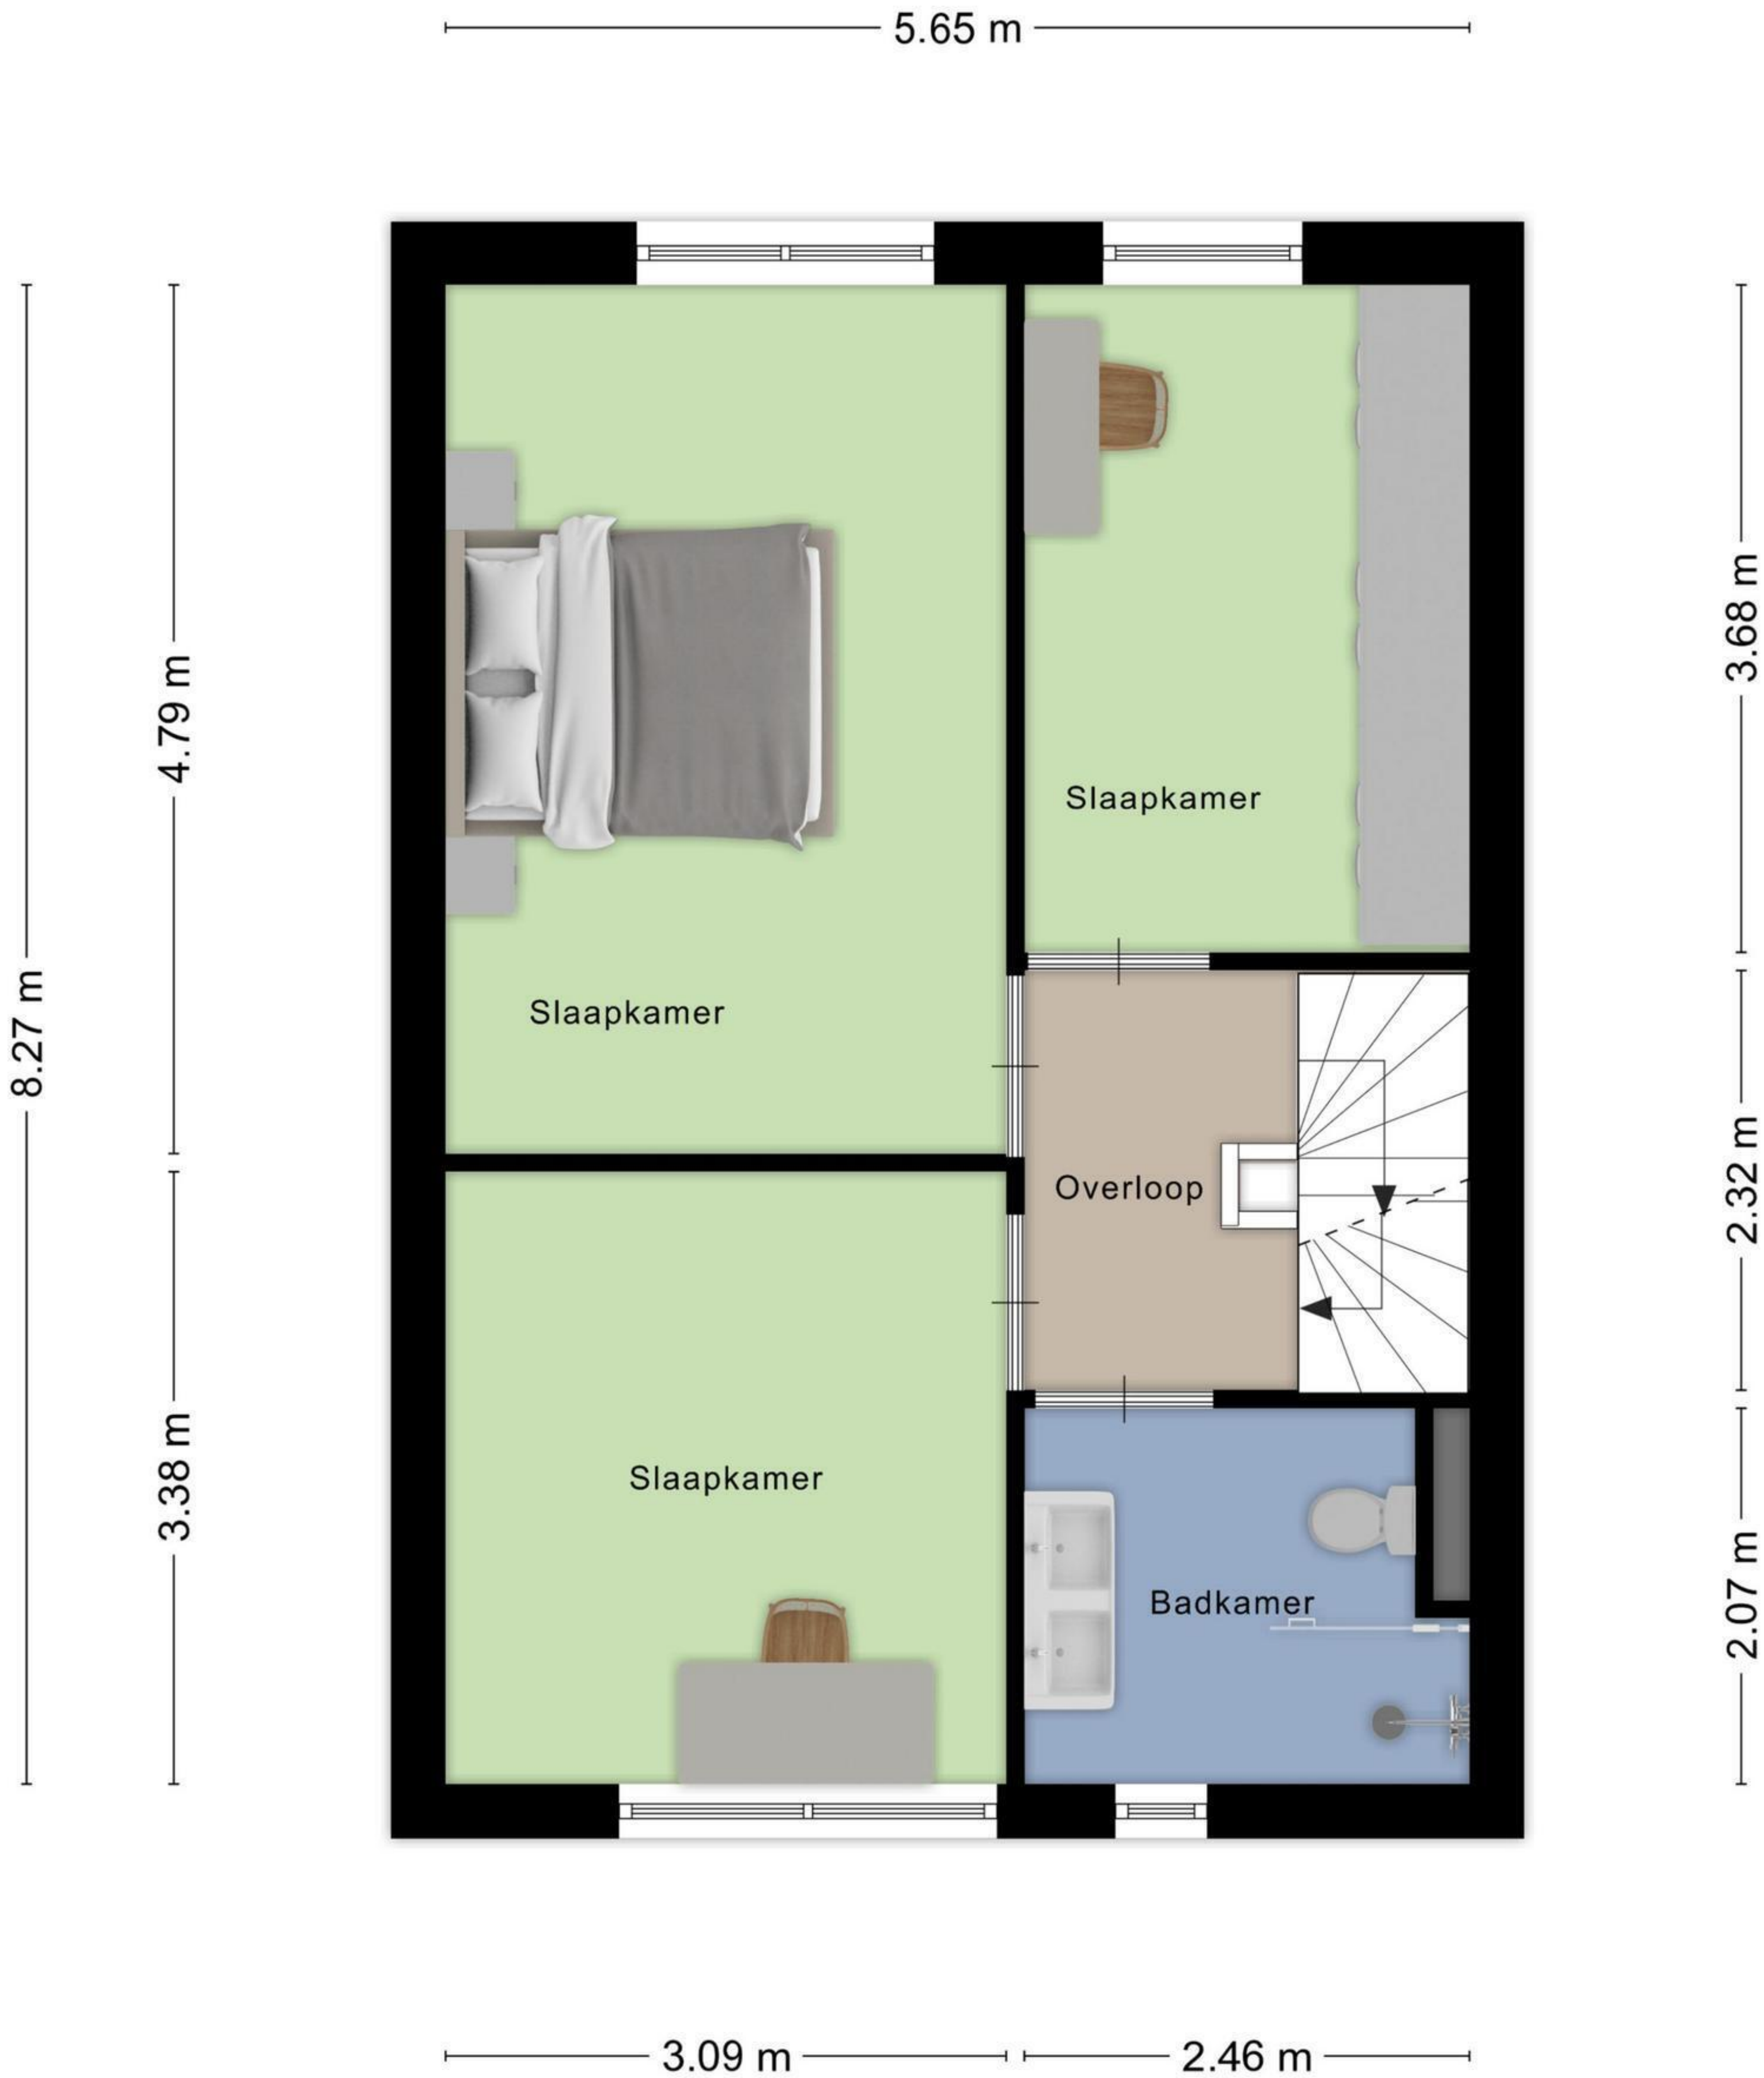 5.65 m
Slaapkamer
3.68 m
4.79 m
Slaapkamer
8.27 m
Overloop
2.32 m
Slaapkamer
3.38 m
Badkamer
2.07 m
3.09 m
2.46 m